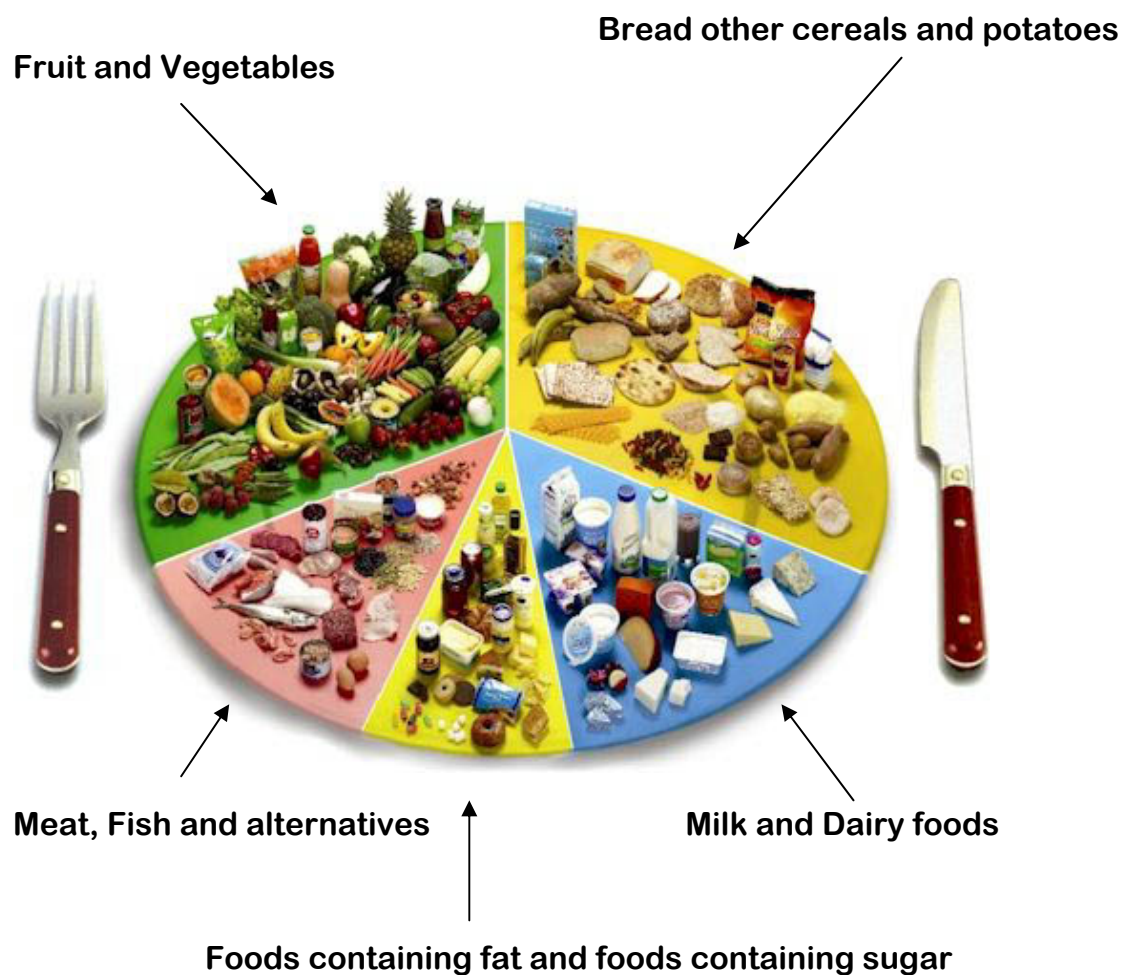 Bread other cereals and potatoes
Fruit and Vegetables
Meat, Fish and alternatives
Milk and Dairy foods
Foods containing fat and foods containing sugar